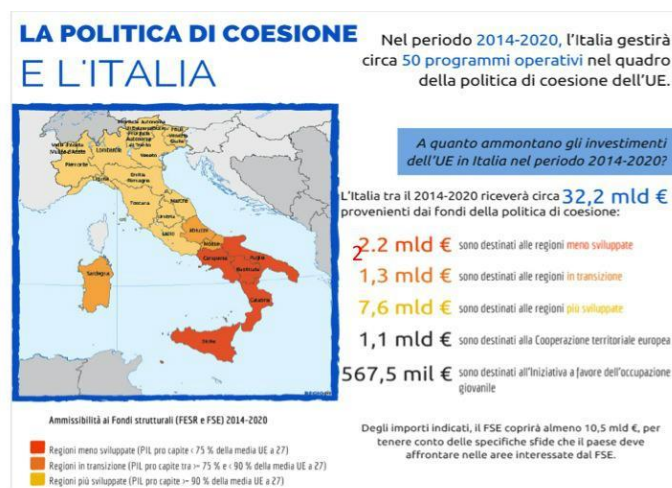 LA POLITICA DI COESIONE
E L'ITALIA
Nel periodo 2014-2020, l'Italia gestirà
circa 50 programmi operativi nel quadro
della politica di coesione dell'UE.
A quanto ammontano gli investimenti
dell'UE in Italia nel periodo 2014-2020?
L'Italia tra il 2014-2020 riceverà circa 32,2 mld €
provenienti dai fondi della politica di coesione:
22.2 mld € sono destinati alle regioni meno sviluppate
1,3 mld € sono destinati alle regioni in transizione
7,6 mld € sono destinati alle regioni più sviluppate
1,1 mld € sono destinati alla Cooperazione territoriale europea
567,5 mil € sono destinati all'Iniziativa a favore dell'occupazione
giovanile
Degli importi indicati, il FSE coprirà almeno 10,5 mld €, per
tenere conto delle specifiche sfide che il paese deve
affrontare nelle aree interessate dal FSE.
Lombardia
Veneto
Piemonte
Emilia-
Romagna
Toscana
Marche
Umbria
Lazio
Abruzzo
Molise
Campania
Puglia
Basilicata
Calabria
Sardegna
Sicilia
Ammissibilità ai Fondi strutturali (FESR e FSE) 2014-2020
Regioni meno sviluppate (PIL pro capite < 75 % della media UE a 27)
Regioni in transizione (PIL pro capite tra >= 75 % e < 90 % della media UE a 27)
Regioni più sviluppate (PIL pro capite >= 90 % della media UE a 27)